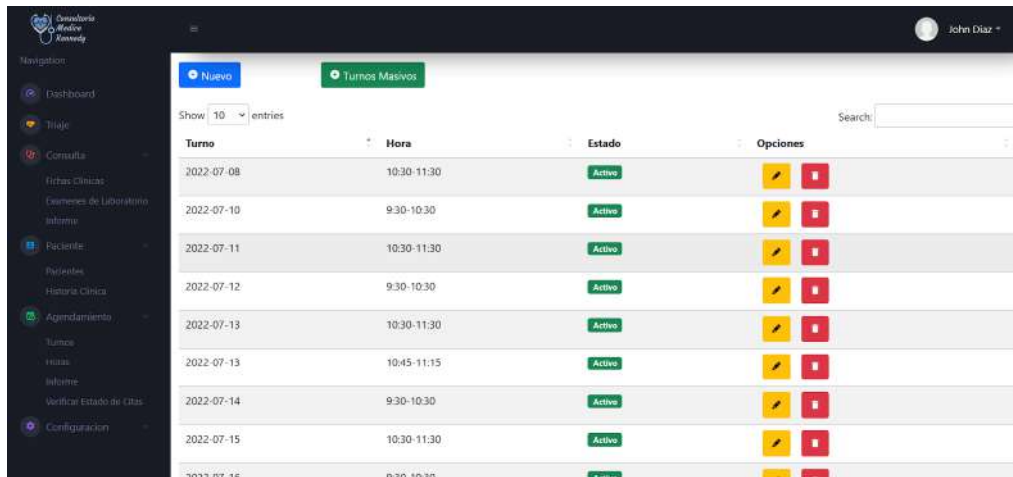 Consultorio
Medico
Kennedy
John Diaz
Navigation
Nuevo
Turnos Masivos
Dashboard
Show 10 entries
Search:
Triaje
Turno Hora Estado Opciones
Consulta
2022-07-08 10:30-11:30 Activo
Fichas Clinicas
Examenes de Laboratorio
2022-07-10 9:30-10:30 Activo
Informe
Paciente
2022-07-11 10:30-11:30 Activo
Pacientes
2022-07-12 9:30-10:30 Activo
Historia Clinica
Agendamiento
2022-07-13 10:30-11:30 Activo
Turnos
Horas
2022-07-13 10:45-11:15 Activo
Informe
Verificar Estado de Citas
2022-07-14 9:30-10:30 Activo
Configuracion
2022-07-15 10:30-11:30 Activo